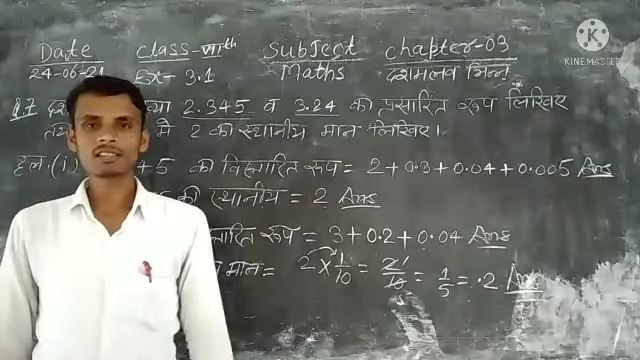 Date Class-VIIth Subject Chapter-03
24-06-21 Ex-3.1 Maths दशमलव भिन्न
KINEMASTER
संख्या 2.345 व 3.24 को प्रसारित रूप लिखिए
में 2 का स्थानीय मान लिखिए।
हल (i) 45 का विस्तारित रूप = 2+0.3+0.04+0.005 Ans
की स्थानीय = 2 Ans
रूप = 3+0.2+0.04 Ans
मान = 2×1/10 = 2/10 = 1/5 = .2 Ans